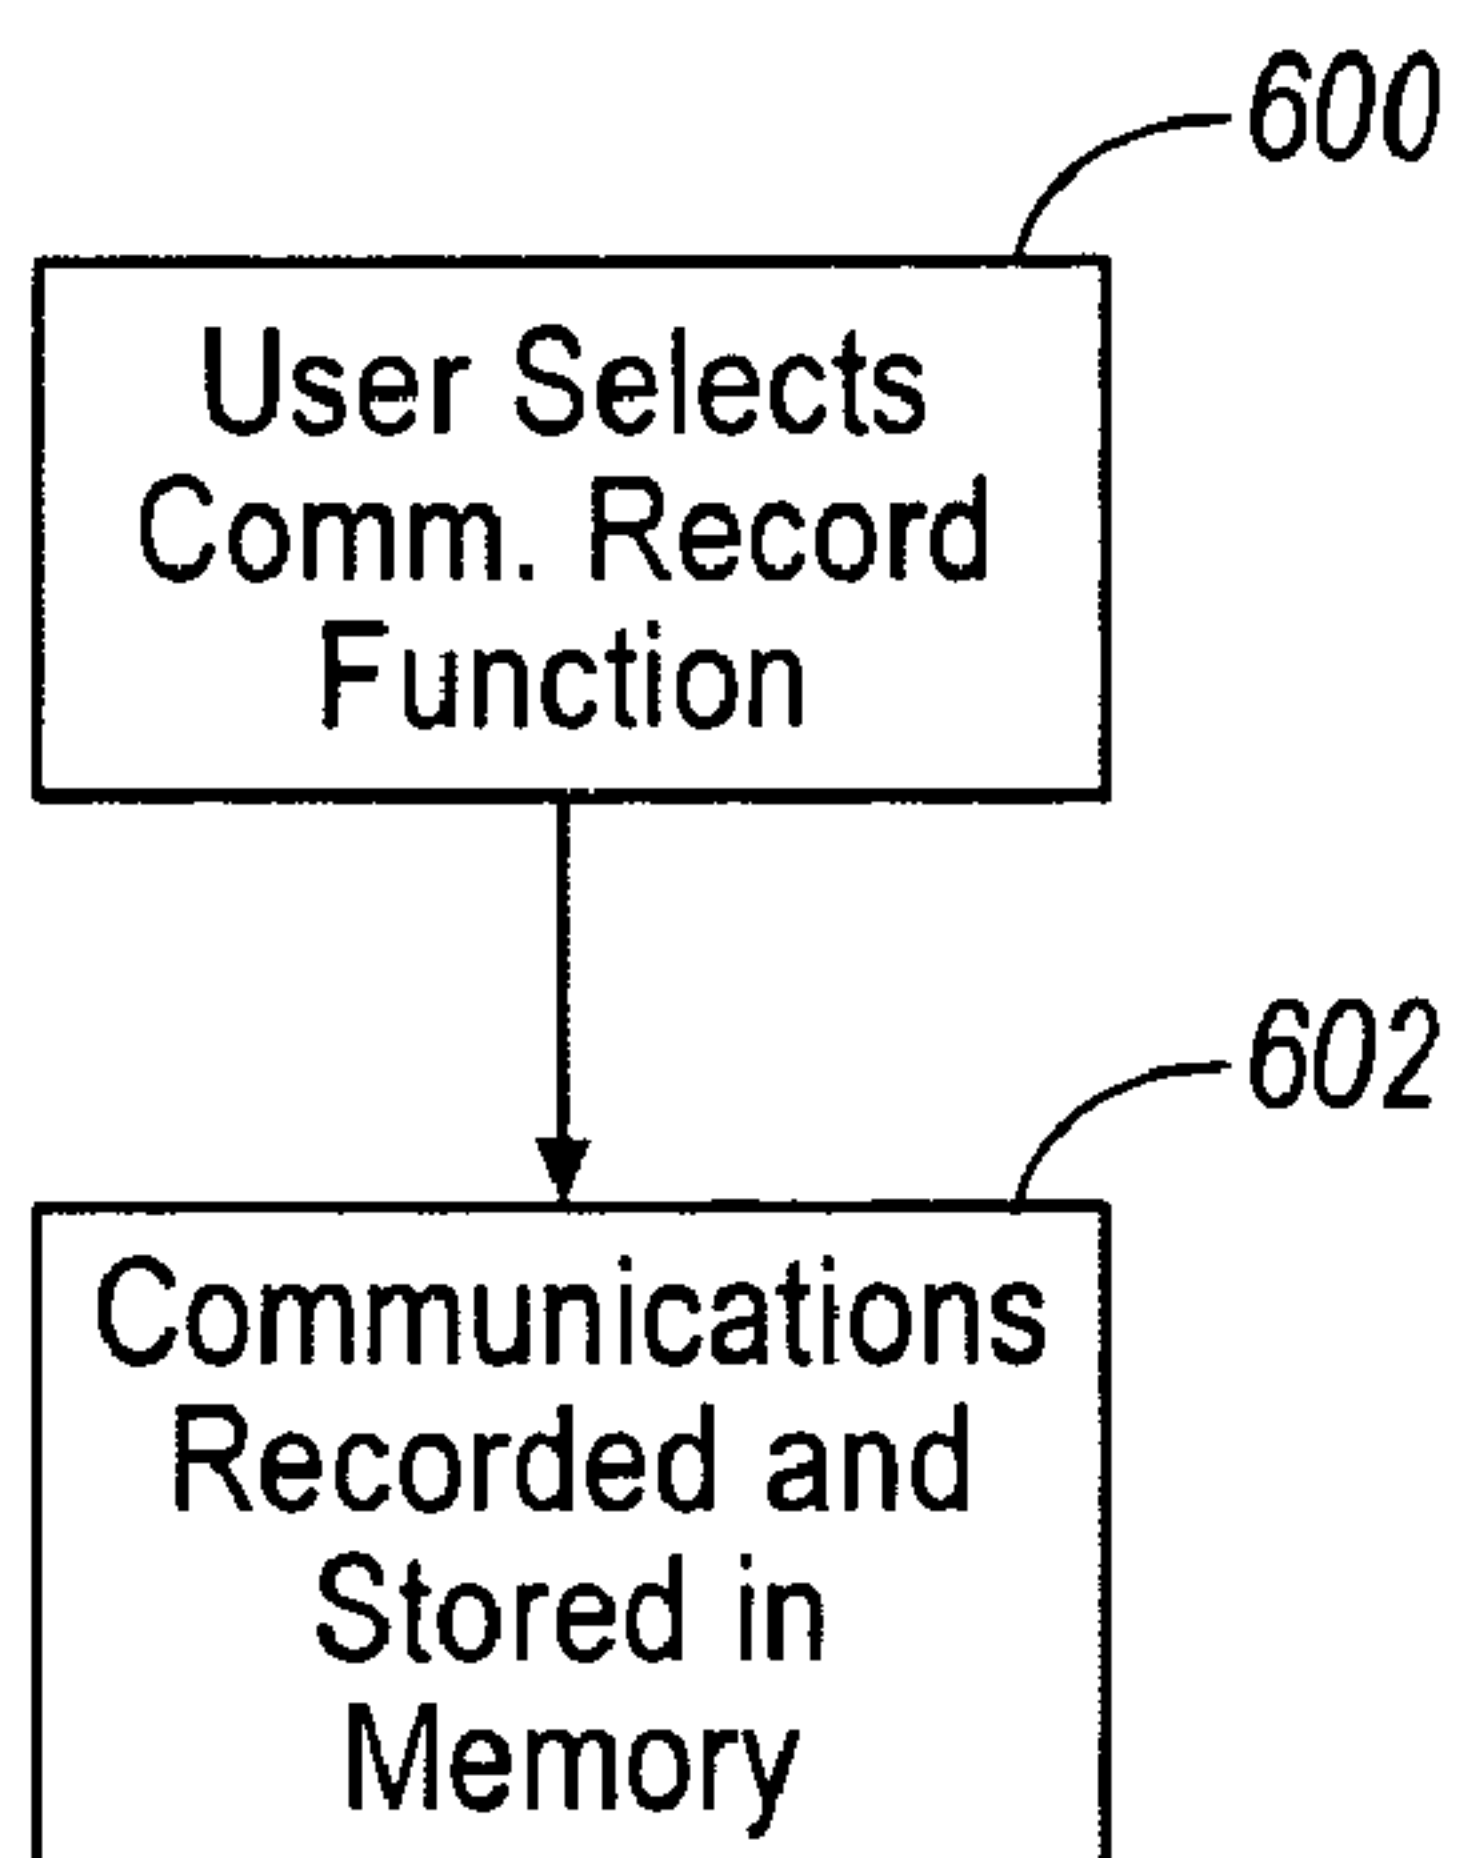 600
User Selects
Comm. Record
Function
602
Communications
Recorded and
Stored in
Memory